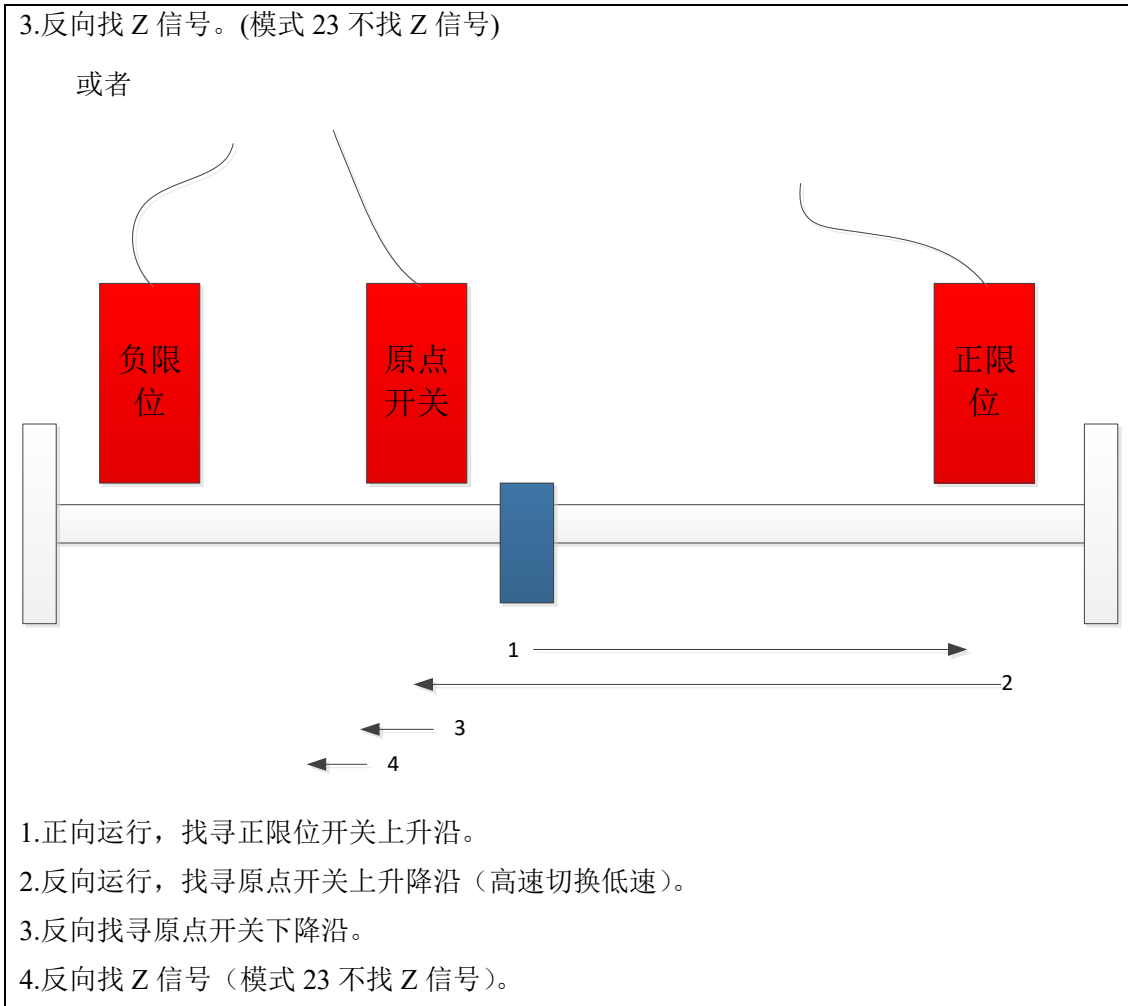 3.反向找 Z 信号。(模式 23 不找 Z 信号)
或者
负限
位
原点
开关
正限
位
1
2
3
4
1.正向运行，找寻正限位开关上升沿。
2.反向运行，找寻原点开关上升降沿（高速切换低速）。
3.反向找寻原点开关下降沿。
4.反向找 Z 信号（模式 23 不找 Z 信号）。